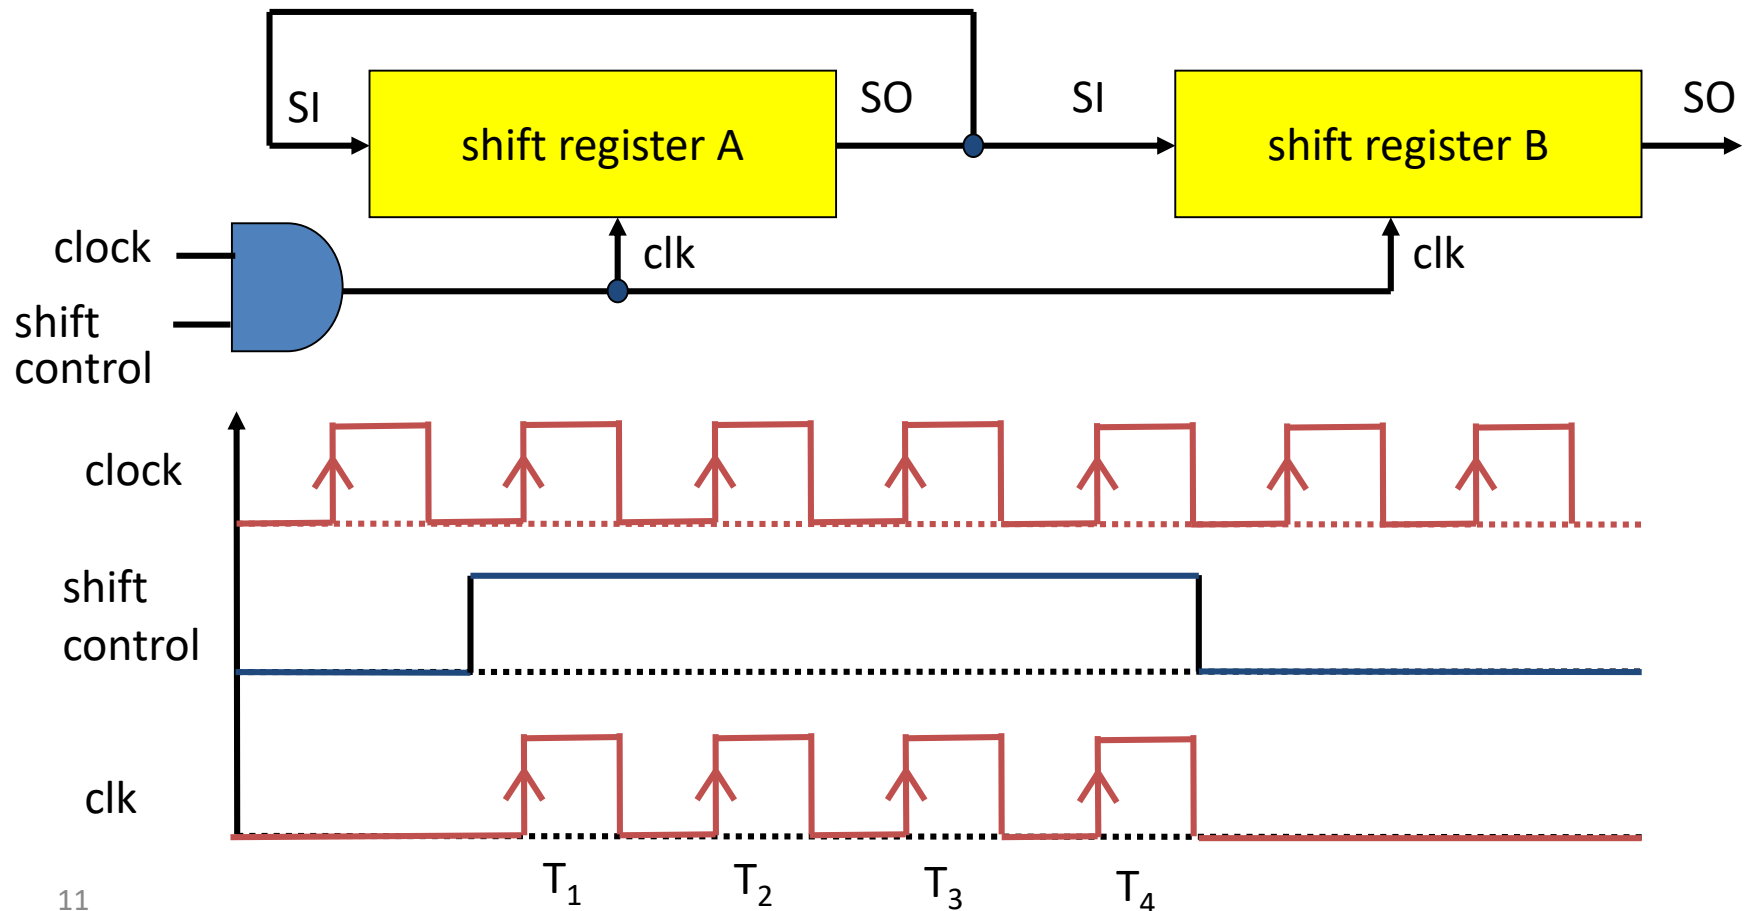 SI
shift register A
SO
SI
shift register B
SO
clock
clk
clk
shift
control
clock
shift
control
clk
T1
T2
T3
T4
11